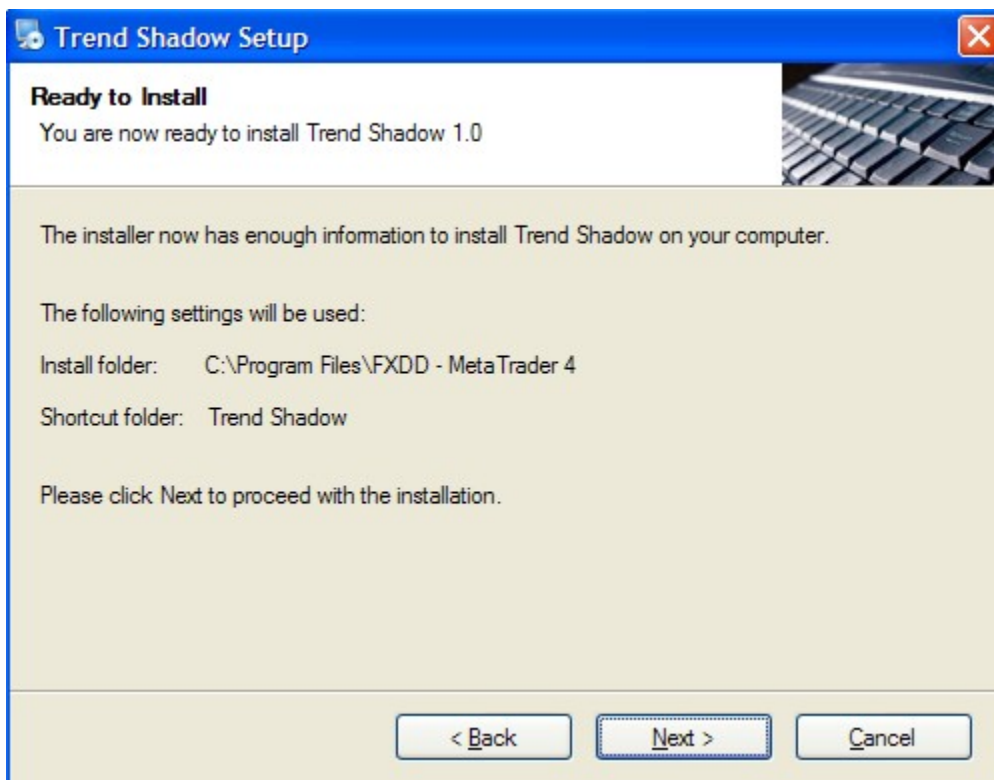 Trend Shadow Setup
Ready to Install
You are now ready to install Trend Shadow 1.0
The installer now has enough information to install Trend Shadow on your computer.
The following settings will be used:
Install folder: C:\Program Files\FXDD - MetaTrader 4
Shortcut folder: Trend Shadow
Please click Next to proceed with the installation.
< Back Next > Cancel